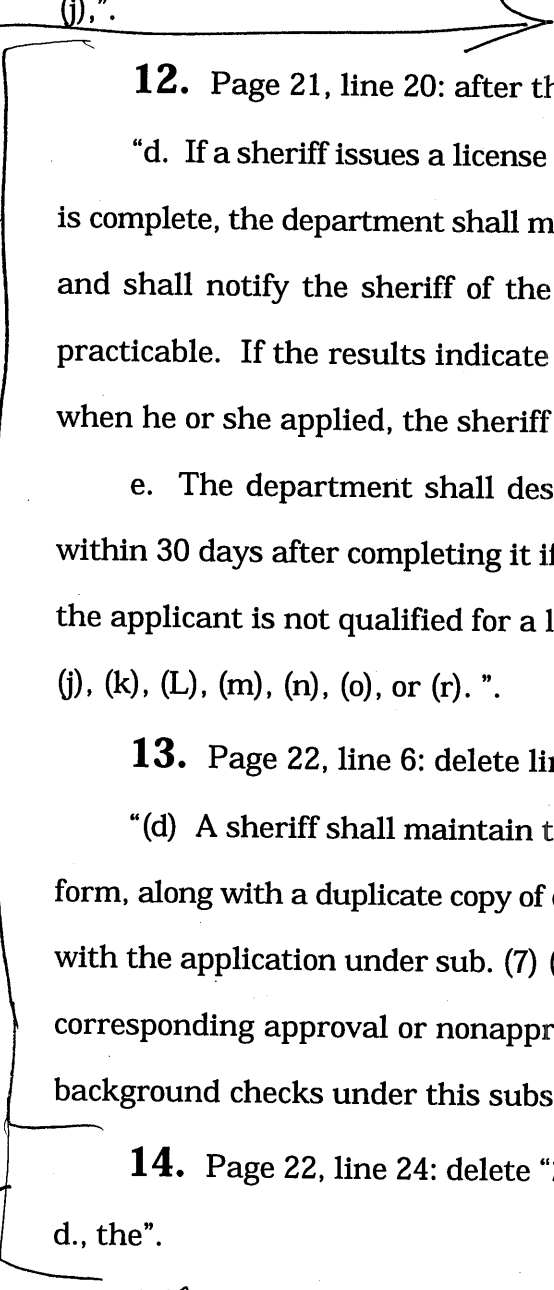 (j),”.
12. Page 21, line 20: after th
“d. If a sheriff issues a license
is complete, the department shall m
and shall notify the sheriff of the
practicable. If the results indicate
when he or she applied, the sheriff
e. The department shall des
within 30 days after completing it if
the applicant is not qualified for a l
(j), (k), (L), (m), (n), (o), or (r). ”.
13. Page 22, line 6: delete lin
“(d) A sheriff shall maintain t
form, along with a duplicate copy of
with the application under sub. (7) (
corresponding approval or nonappr
background checks under this subs
14. Page 22, line 24: delete “
d., the”.